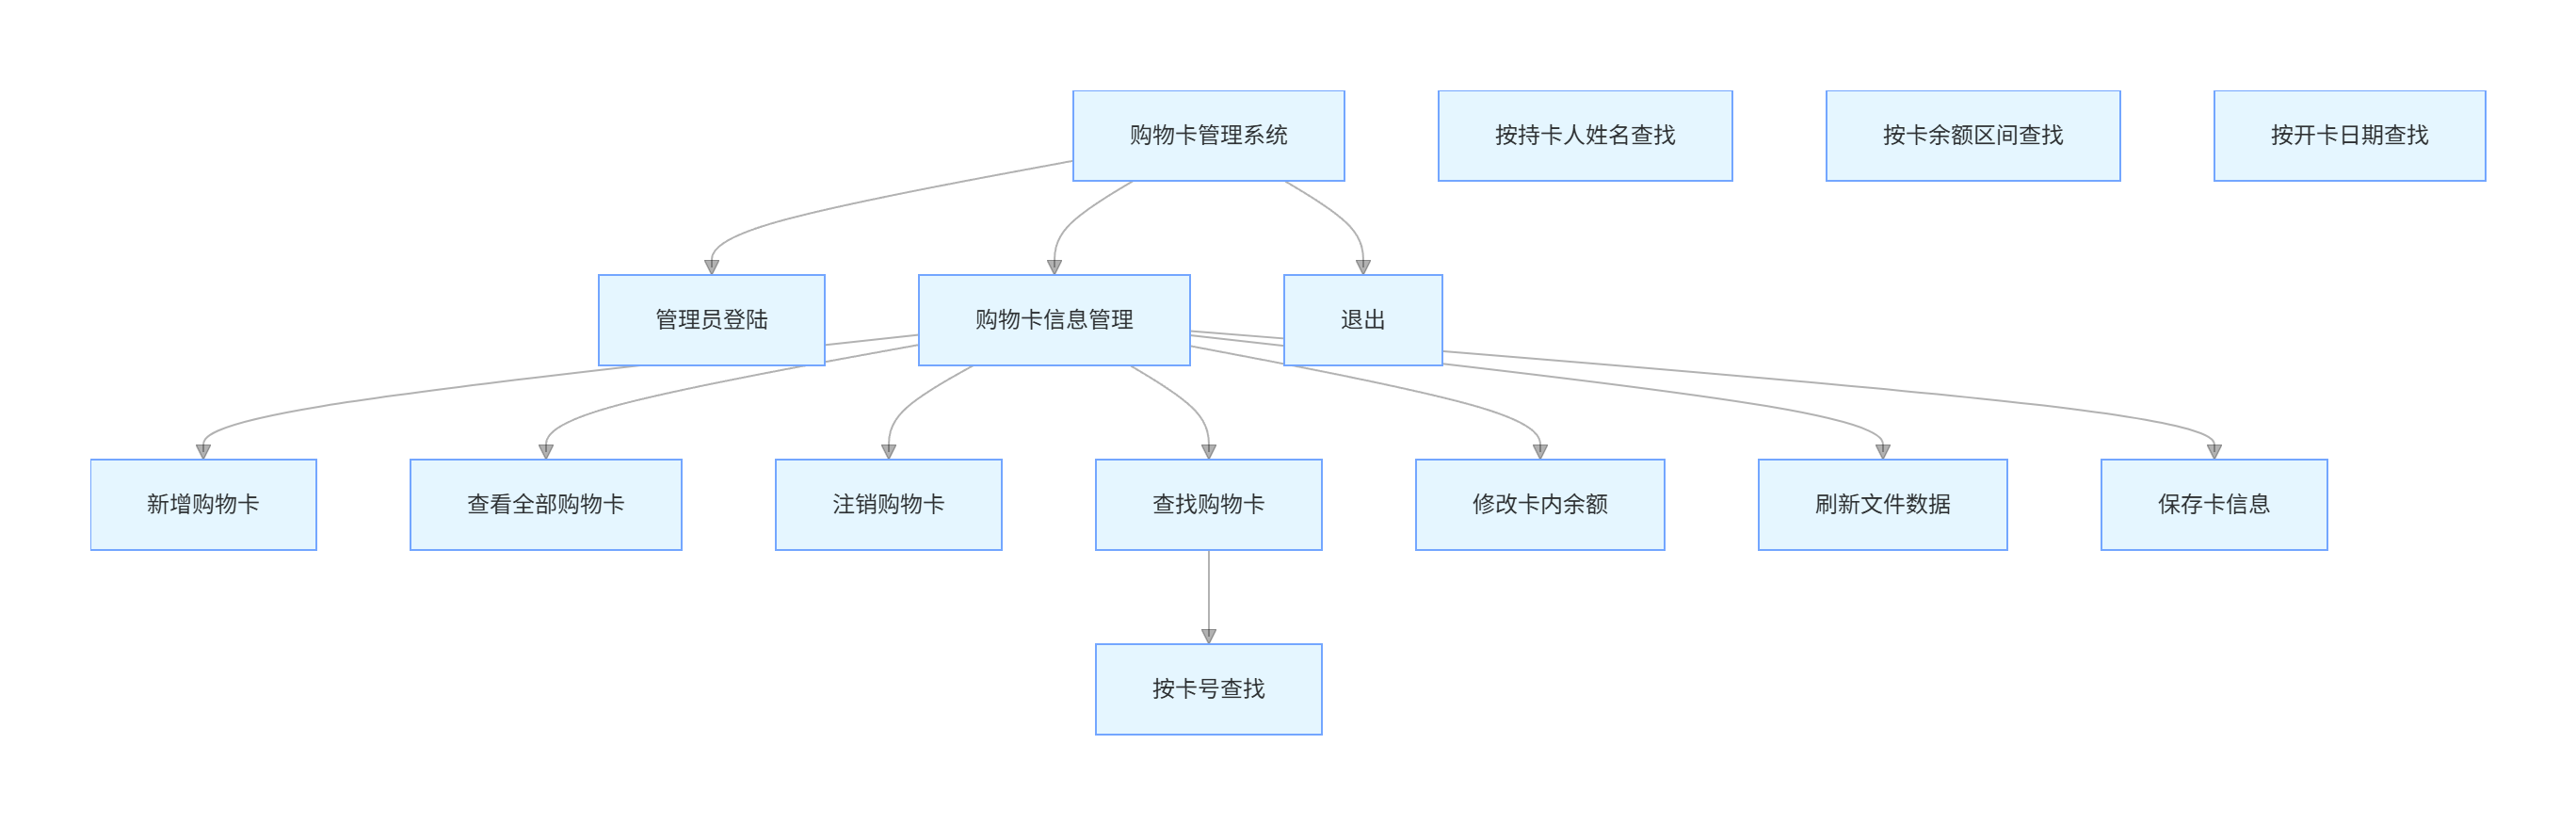 购物卡管理系统
按持卡人姓名查找
按卡余额区间查找
按开卡日期查找
管理员登陆
购物卡信息管理
退出
新增购物卡
查看全部购物卡
注销购物卡
查找购物卡
修改卡内余额
刷新文件数据
保存卡信息
按卡号查找